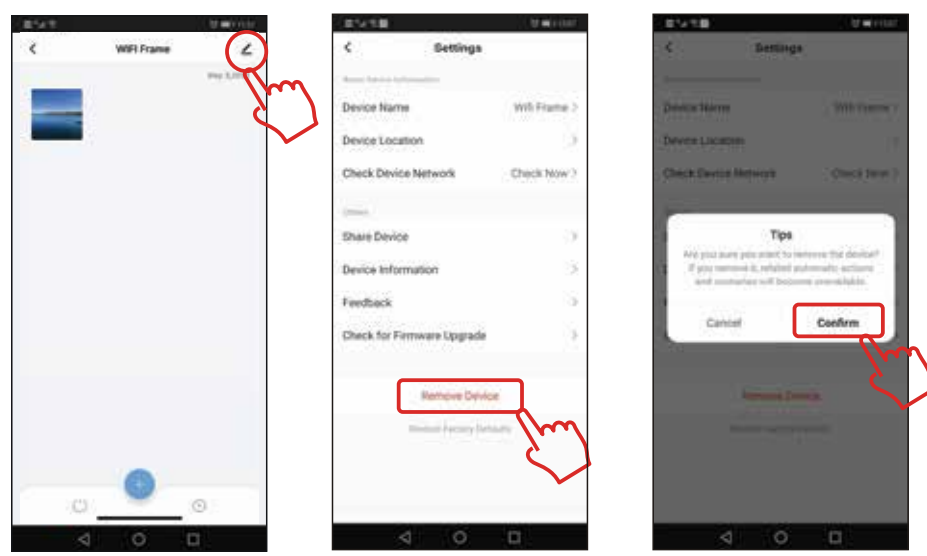 WIFI Frame
Settings
Device Name
Wifi Frame
Device Location
Check Device Network
Check Now
Others
Share Device
Device Information
Feedback
Check for Firmware Upgrade
Remove Device
Restore Factory Defaults
Settings
Device Name
Wifi Frame
Device Location
Check Device Network
Check Now
Tips
Are you sure you want to remove the device?
If you remove it, related automatic actions
and scenarios will become unavailable.
Cancel
Confirm
Remove Device